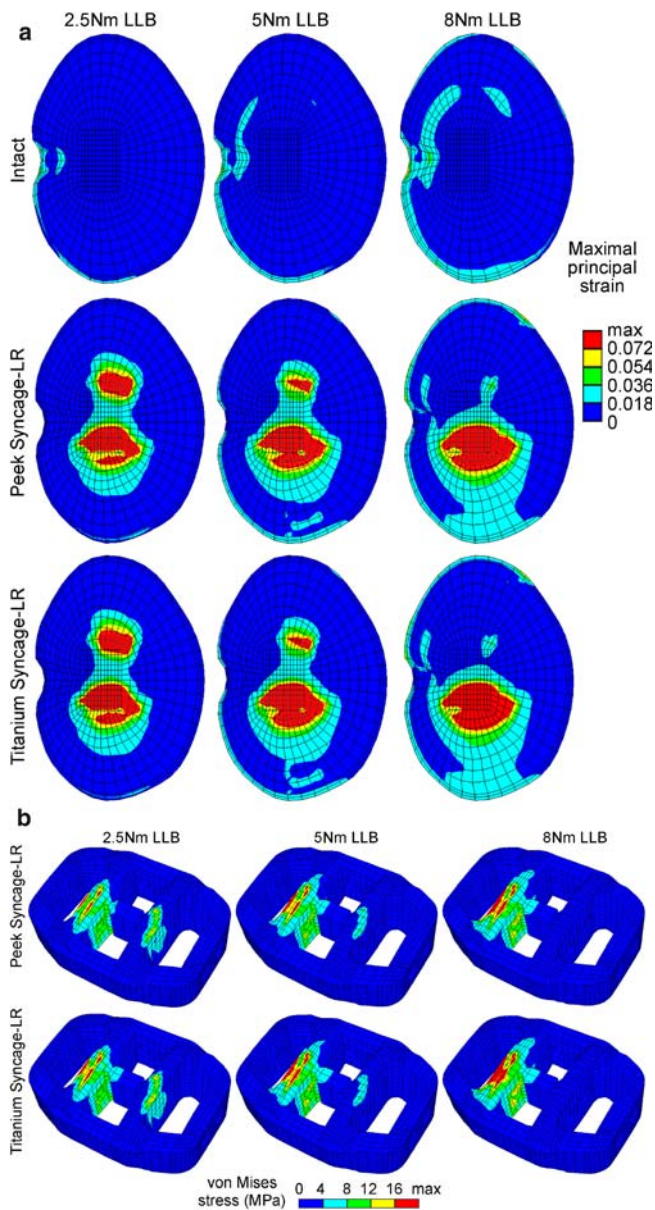 a
2.5Nm LLB 5Nm LLB 8Nm LLB
Intact
Maximal
principal
strain
max
0.072
0.054
0.036
0.018
0
Peek Syncage-LR
Titanium Syncage-LR
b
2.5Nm LLB 5Nm LLB 8Nm LLB
Peek Syncage-LR
Titanium Syncage-LR
von Mises
stress (MPa)
0 4 8 12 16 max